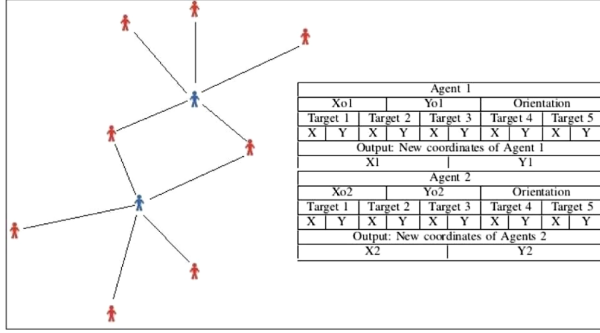 Agent 1
Xo1 Yo1 Orientation
Target 1 Target 2 Target 3 Target 4 Target 5
X Y X Y X Y X Y X Y
Output: New coordinates of Agent 1
X1 Y1
Agent 2
Xo2 Yo2 Orientation
Target 1 Target 2 Target 3 Target 4 Target 5
X Y X Y X Y X Y X Y
Output: New coordinates of Agents 2
X2 Y2